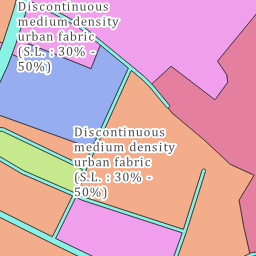 Discontinuous
medium density
urban fabric
(S.L. : 30% -
50%)
Discontinuous
medium density
urban fabric
(S.L. : 30% -
50%)